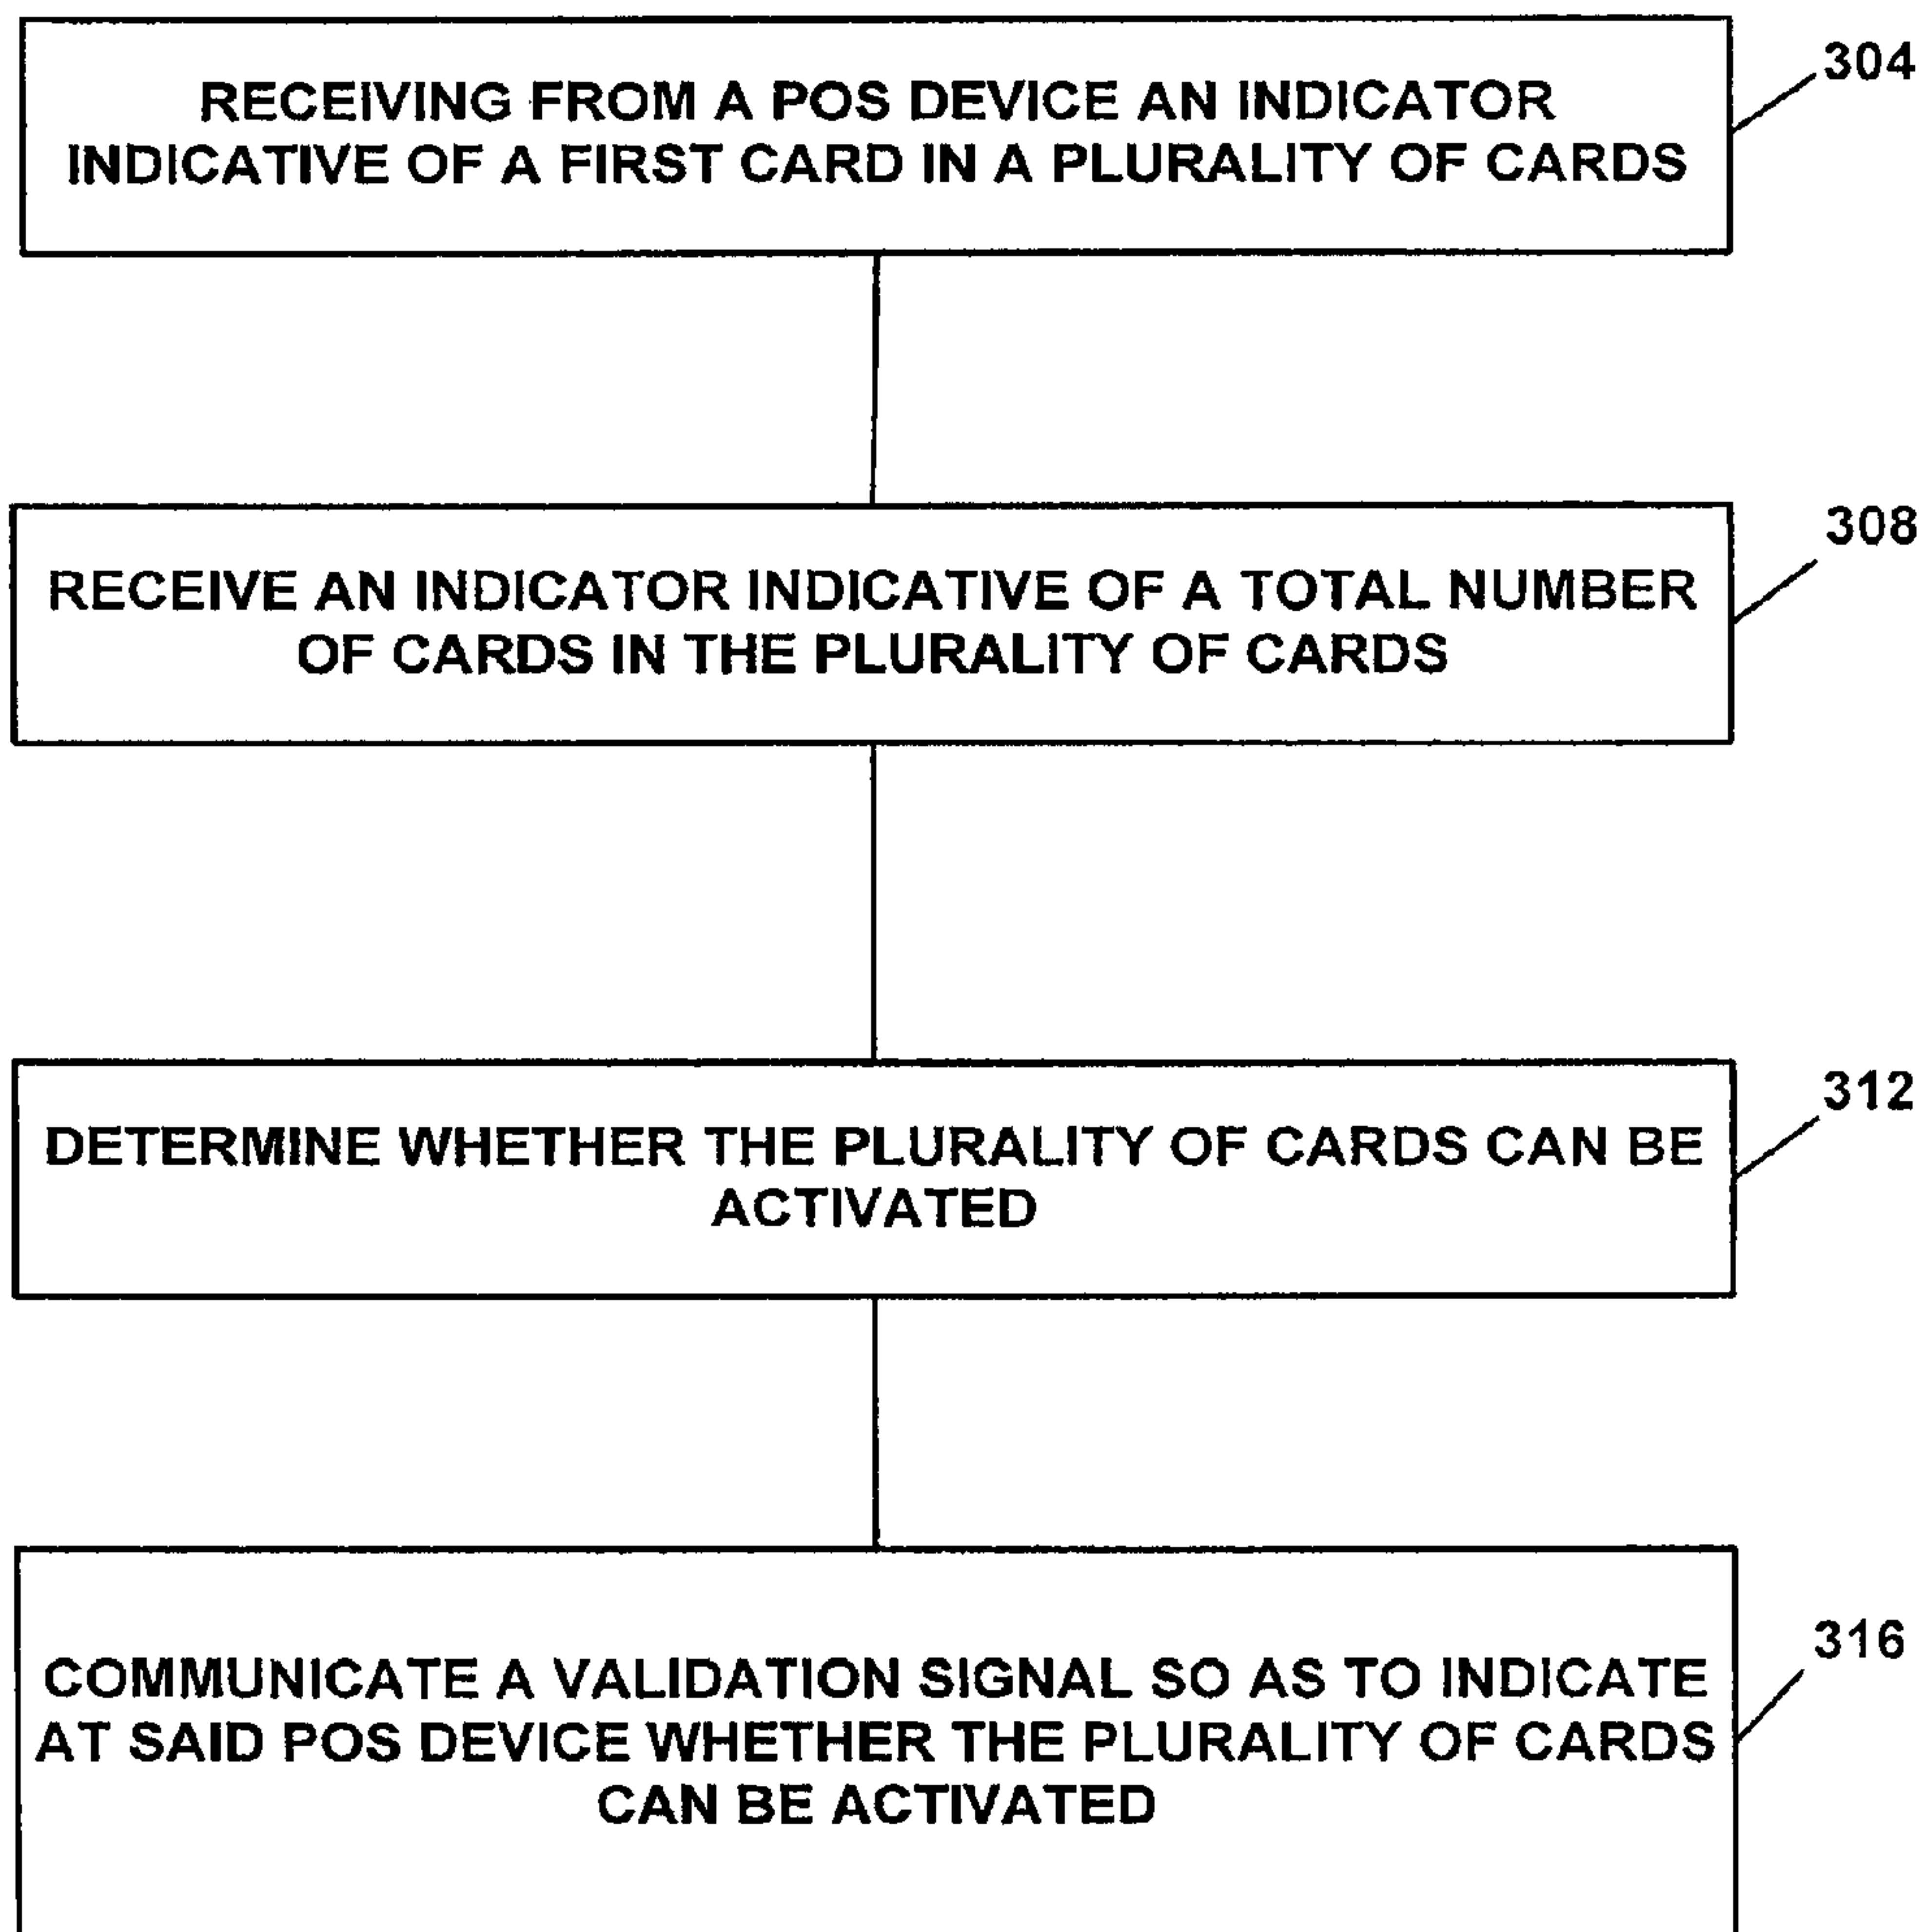 304
RECEIVING FROM A POS DEVICE AN INDICATOR
INDICATIVE OF A FIRST CARD IN A PLURALITY OF CARDS
308
RECEIVE AN INDICATOR INDICATIVE OF A TOTAL NUMBER
OF CARDS IN THE PLURALITY OF CARDS
312
DETERMINE WHETHER THE PLURALITY OF CARDS CAN BE
ACTIVATED
316
COMMUNICATE A VALIDATION SIGNAL SO AS TO INDICATE
AT SAID POS DEVICE WHETHER THE PLURALITY OF CARDS
CAN BE ACTIVATED